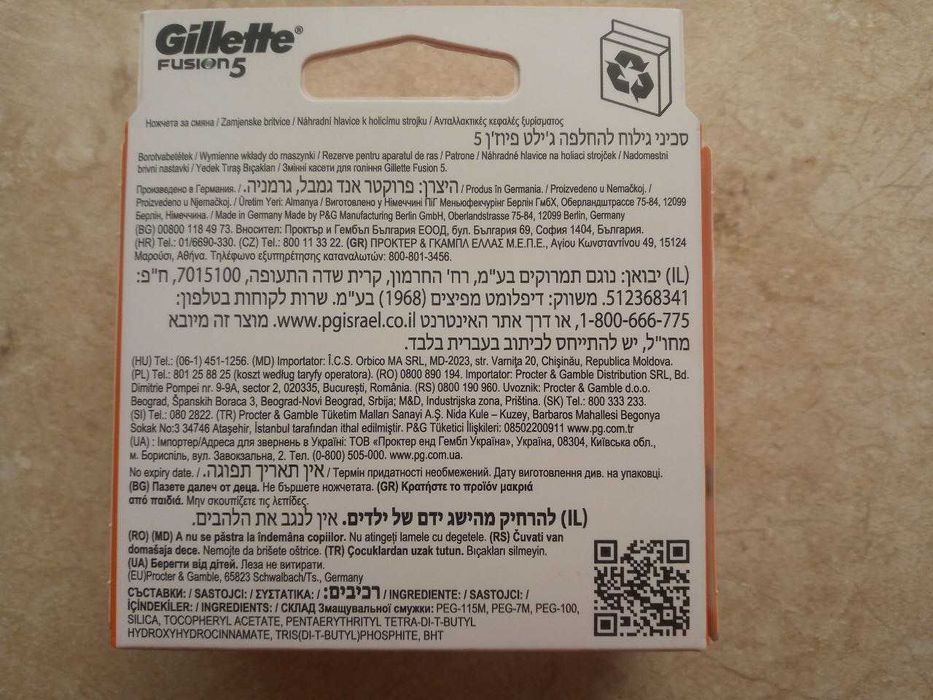 Gillette®
FUSION5
Ножчета за смяна / Zamjenske britvice / Náhradní hlavice k holicímu strojku / Ανταλλακτικές κεφαλές ξυρίσματος
סכיני גילוח להחלפה ג'ילט פיוז'ן 5
Borotvabetétek / Wymienne wkłady do maszynki / Rezerve pentru aparatul de ras / Patrone / Náhradné hlavice na holiaci strojček / Nadomestni
brivni nastavki / Yedek Tıraş Bıçakları / Змінні касети для гоління Gillette Fusion 5.
Произведено в Германия. / היצרן: פרוקטר אנד גמבל, גרמניה. / Produs în Germania. / Proizvedeno u Nemačkoj. /
Proizvedeno u Njemačkoj. / Üretim Yeri: Almanya / Виготовлено у Німеччині ПіГ Меньюфекчурінг Берлін ГмбХ, Оберландштрассе 75-84, 12099
Берлін, Німеччина. / Made in Germany Made by P&G Manufacturing Berlin GmbH, Oberlandstrasse 75-84, 12099 Berlin, Germany
(BG) 00800 118 49 73. Вносител: Проктър и Гембъл България ЕООД, бул. България 69, София 1404, България.
(HR) Tel.: 01/6690-330. (CZ) Tel.: 800 11 33 22. (GR) ΠΡΟΚΤΕΡ & ΓΚΑΜΠΛ ΕΛΛΑΣ Μ.Ε.Π.Ε., Αγίου Κωνσταντίνου 49, 15124
Μαρούσι, Αθήνα. Τηλέφωνο εξυπηρέτησης καταναλωτών: 800-801-3456.
(IL) יבואן: נוגם תמרוקים בע"מ, רח' החרמון, קרית שדה התעופה, 7015100, ח"פ:
512368341. משווק: דיפלומט מפיצים (1968) בע"מ. שרות לקוחות בטלפון:
1-800-666-775, או דרך אתר האינטרנט www.pgisrael.co.il. מוצר זה מיובא
מחו"ל, יש להתייחס לכיתוב בעברית בלבד.
(HU) Tel.: (06-1) 451-1256. (MD) Importator: Î.C.S. Orbico MA SRL, MD-2023, str. Varniţa 20, Chişinău, Republica Moldova.
(PL) Tel.: 801 25 88 25 (koszt według taryfy operatora). (RO) 0800 890 194. Importator: Procter & Gamble Distribution SRL, Bd.
Dimitrie Pompei nr. 9-9A, sector 2, 020335, Bucureşti, România. (RS) 0800 190 960. Uvoznik: Procter & Gamble d.o.o.
Beograd, Španskih Boraca 3, Beograd-Novi Beograd, Srbija; M&D, Industrijska zona, Priština. (SK) Tel.: 800 333 233.
(SI) Tel.: 080 2822. (TR) Procter & Gamble Tüketim Malları Sanayi A.Ş. Nida Kule – Kuzey, Barbaros Mahallesi Begonya
Sokak No:3 34746 Ataşehir, İstanbul tarafından ithal edilmiştir. P&G Tüketici İlişkileri: 08502200911 www.pg.com.tr
(UA) : Імпортер/Адреса для звернень в Україні: ТОВ «Проктер енд Гембл Україна», Україна, 08304, Київська обл.,
м. Бориспіль, вул. Завокзальна, 2. Тел. (0-800) 505-000. www.pg.com.ua.
No expiry date. / אין תאריך תפוגה. / Термін придатності необмежений. Дату виготовлення див. на упаковці.
(BG) Пазете далеч от деца. Не бършете ножчетата. (GR) Κρατήστε το προϊόν μακριά
από παιδιά. Μην σκουπίζετε τις λεπίδες.
(IL) להרחיק מהישג ידם של ילדים. אין לנגב את הלהבים.
(RO) (MD) A nu se păstra la îndemâna copiilor. Nu atingeţi lamele cu degetele. (RS) Čuvati van
domašaja dece. Nemojte da brišete oštrice. (TR) Çocuklardan uzak tutun. Bıçakları silmeyin.
(UA) Берегти від дітей. Леза не витирати.
(EU)Procter & Gamble, 65823 Schwalbach/Ts., Germany
СЪСТАВКИ: / SASTOJCI: / ΣΥΣΤΑΤΙΚΑ: / רכיבים: / INGREDIENTE: / SASTOJCI: /
İÇİNDEKİLER: / INGREDIENTS: / СКЛАД Змащувальної смужки: PEG-115M, PEG-7M, PEG-100,
SILICA, TOCOPHERYL ACETATE, PENTAERYTHRITYL TETRA-DI-T-BUTYL
HYDROXYHYDROCINNAMATE, TRIS(DI-T-BUTYL)PHOSPHITE, BHT